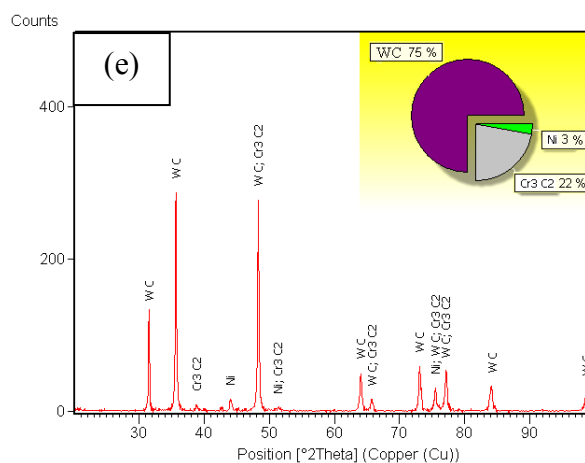 Counts
(e)
WC 75 %
Ni 3 %
Cr3 C2 22 %
400
200
0
W C
W C
Cr3 C2
Ni
W C; Cr3 C2
Ni; Cr3 C2
W C
W C; Cr3 C2
W C
Ni; W C; Cr3 C2
W C; Cr3 C2
W C
W C
30 40 50 60 70 80 90
Position [°2Theta] (Copper (Cu))